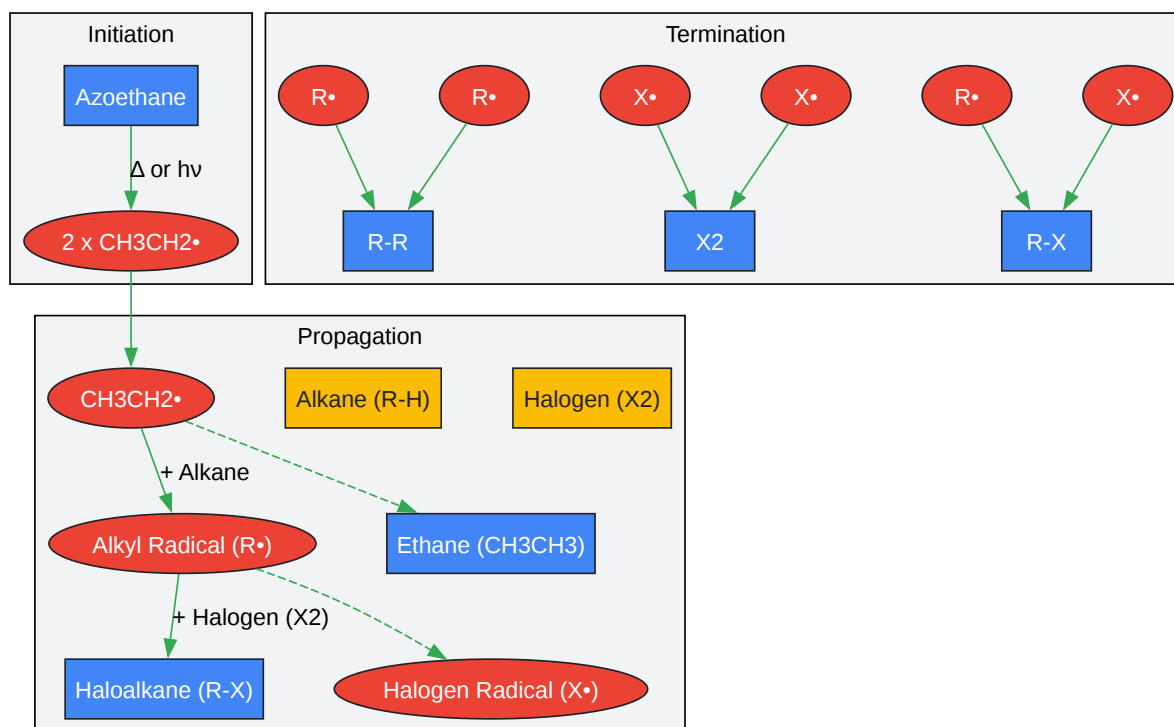 Initiation
Azoethane
Δ or hν
2 x CH3CH2•
Termination
R•
R•
X•
X•
R•
X•
R-R
X2
R-X
Propagation
CH3CH2•
Alkane (R-H)
Halogen (X2)
+ Alkane
Alkyl Radical (R•)
Ethane (CH3CH3)
+ Halogen (X2)
Haloalkane (R-X)
Halogen Radical (X•)